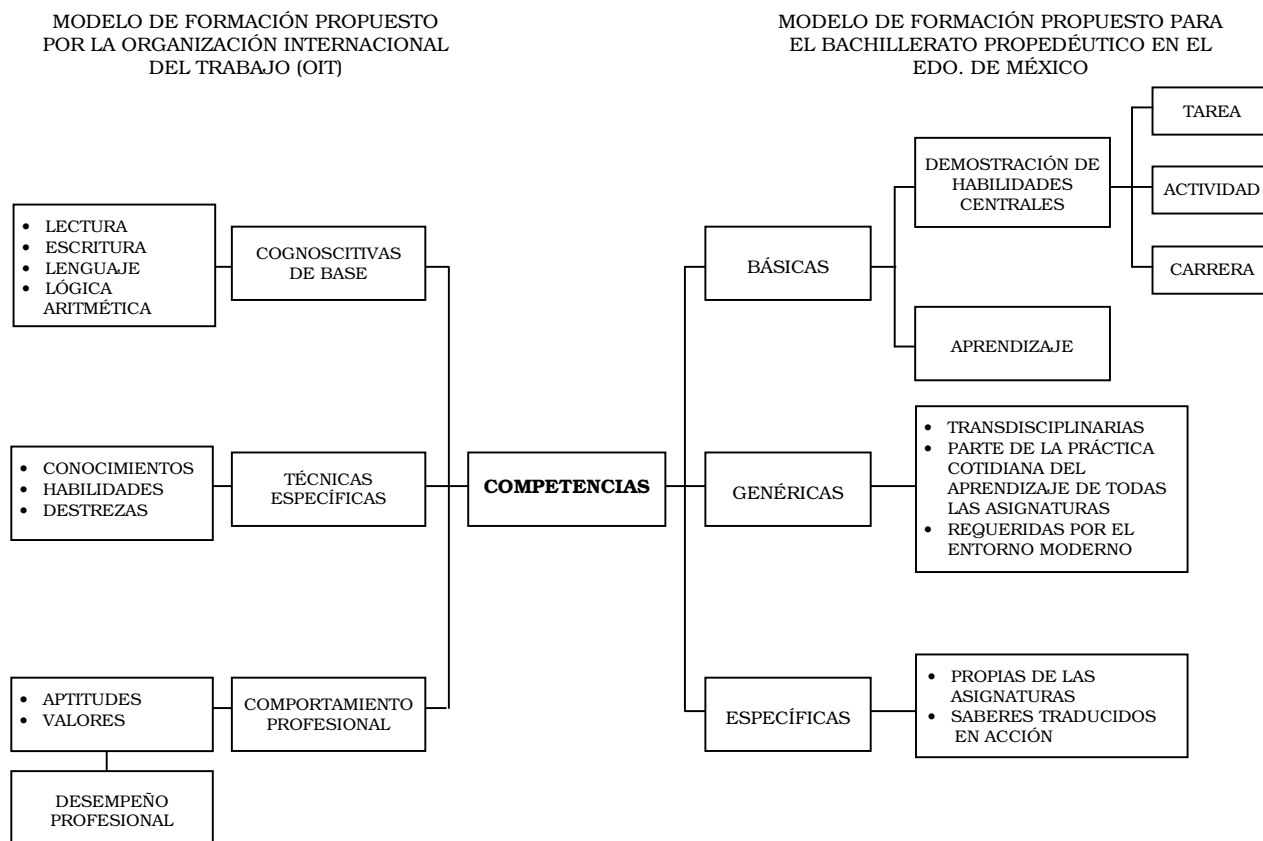 MODELO DE FORMACIÓN PROPUESTO
POR LA ORGANIZACIÓN INTERNACIONAL
DEL TRABAJO (OIT)
MODELO DE FORMACIÓN PROPUESTO PARA
EL BACHILLERATO PROPEDÉUTICO EN EL
EDO. DE MÉXICO
• LECTURA
• ESCRITURA
• LENGUAJE
• LÓGICA
ARITMÉTICA
COGNOSCITIVAS
DE BASE
• CONOCIMIENTOS
• HABILIDADES
• DESTREZAS
TÉCNICAS
ESPECÍFICAS
• APTITUDES
• VALORES
COMPORTAMIENTO
PROFESIONAL
DESEMPEÑO
PROFESIONAL
COMPETENCIAS
BÁSICAS
DEMOSTRACIÓN DE
HABILIDADES
CENTRALES
TAREA
ACTIVIDAD
CARRERA
APRENDIZAJE
GENÉRICAS
• TRANSDISCIPLINARIAS
• PARTE DE LA PRÁCTICA
COTIDIANA DEL
APRENDIZAJE DE TODAS
LAS ASIGNATURAS
• REQUERIDAS POR EL
ENTORNO MODERNO
ESPECÍFICAS
• PROPIAS DE LAS
ASIGNATURAS
• SABERES TRADUCIDOS
EN ACCIÓN